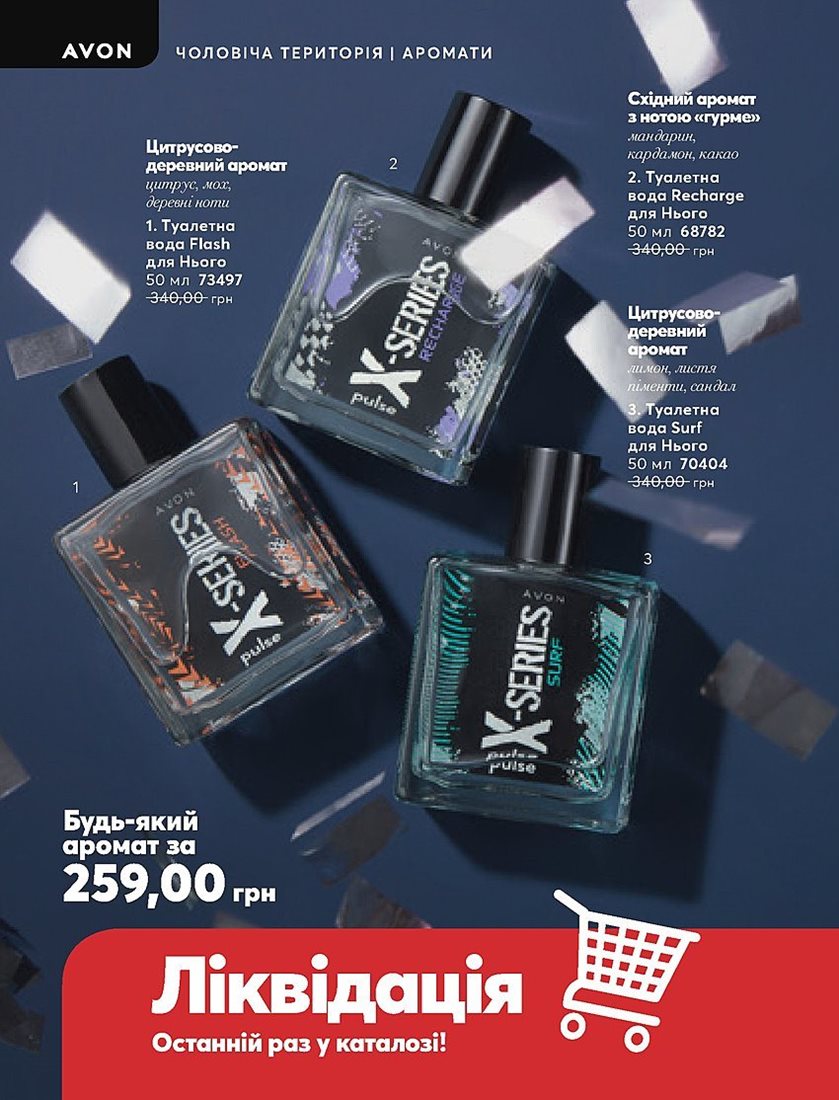 AVON
ЧОЛОВІЧА ТЕРИТОРІЯ | АРОМАТИ
Цитрусово-
деревний аромат
цитрус, мох,
деревні ноти
1. Туалетна
вода Flash
для Нього
50 мл 73497
340,00 грн
2
Східний аромат
з нотою «гурме»
мандарин,
кардамон, какао
2. Туалетна
вода Recharge
для Нього
50 мл 68782
340,00 грн
Цитрусово-
деревний
аромат
лимон, листя
піменти, сандал
3. Туалетна
вода Surf
для Нього
50 мл 70404
340,00 грн
AVON
X-SERIES
RECHARGE
pulse
1
AVON
X-SERIES
FLASH
pulse
3
AVON
X-SERIES
SURF
pulse
pulse
Будь-який
аромат за
259,00 грн
Ліквідація
Останній раз у каталозі!